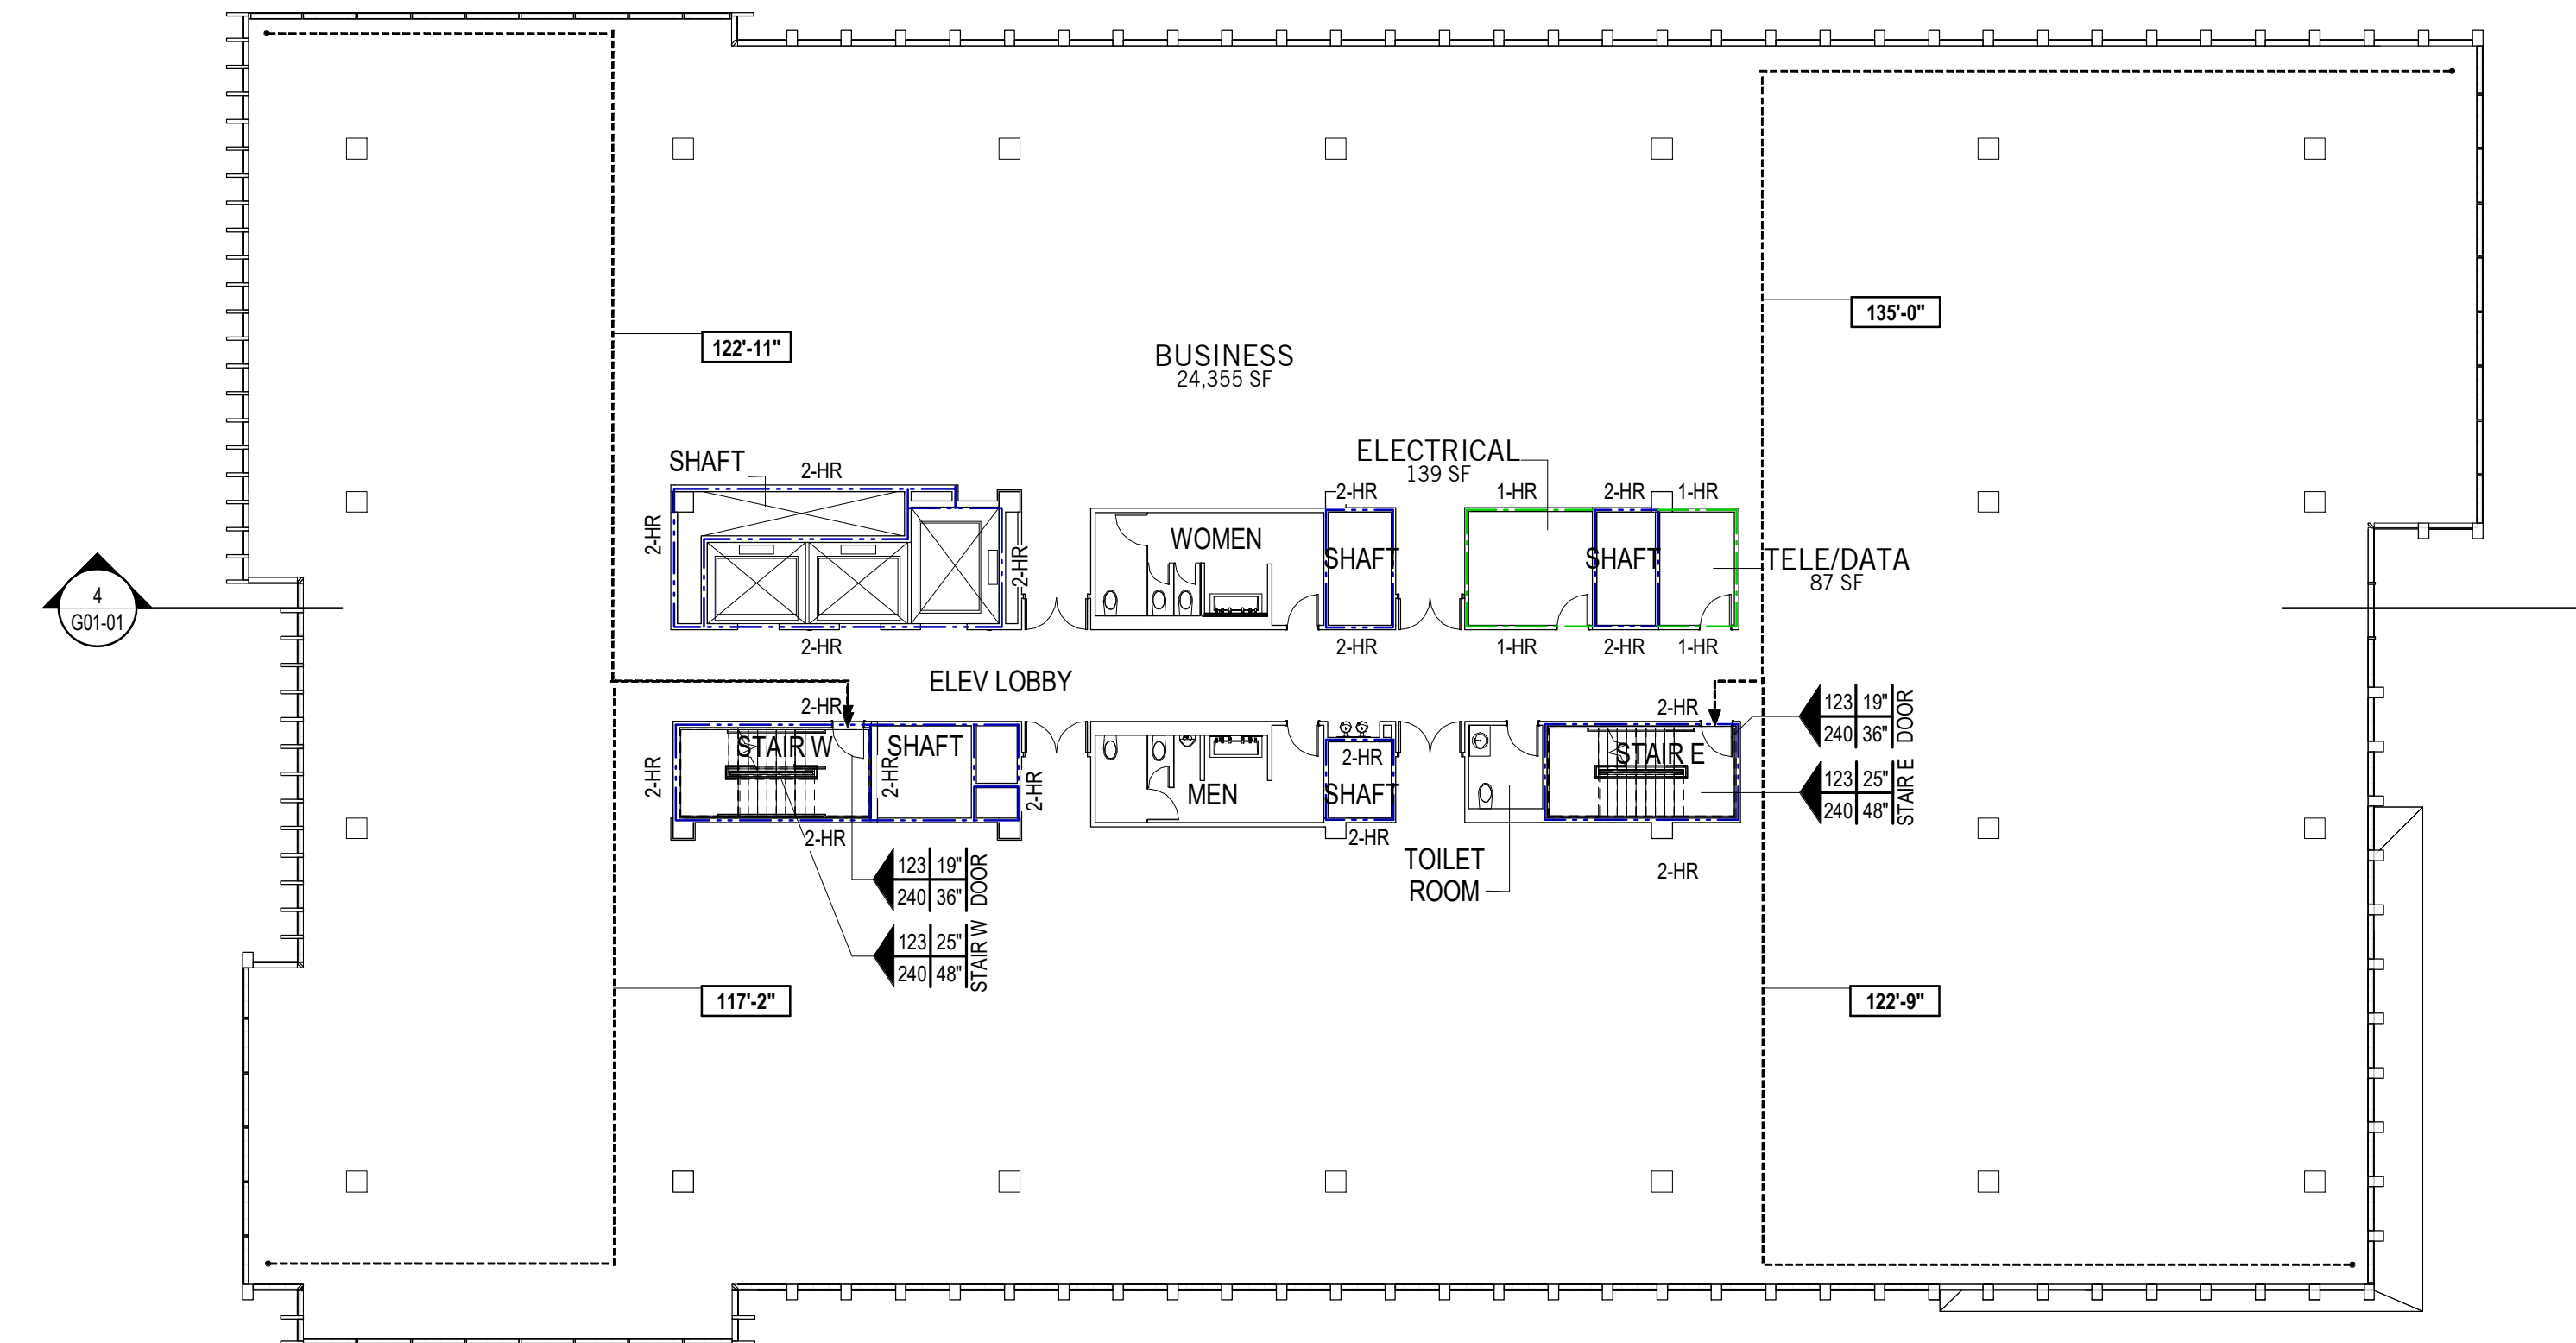 135'-0"
122'-11"
BUSINESS
24,355 SF
ELECTRICAL
139 SF
SHAFT
2-HR
2-HR
1-HR
2-HR
1-HR
2-HR
2-HR
WOMEN
SHAFT
SHAFT
TELE/DATA
87 SF
4
G01-01
2-HR
2-HR
1-HR
2-HR
1-HR
ELEV LOBBY
2-HR
2-HR
123 19"
240 36"
DOOR
STAIR W
SHAFT
2-HR
2-HR
2-HR
2-HR
SHAFT
MEN
STAIR E
123 25"
240 48"
STAIR E
2-HR
2-HR
TOILET
ROOM
2-HR
123 19"
240 36"
DOOR
123 25"
240 48"
STAIR W
117'-2"
122'-9"